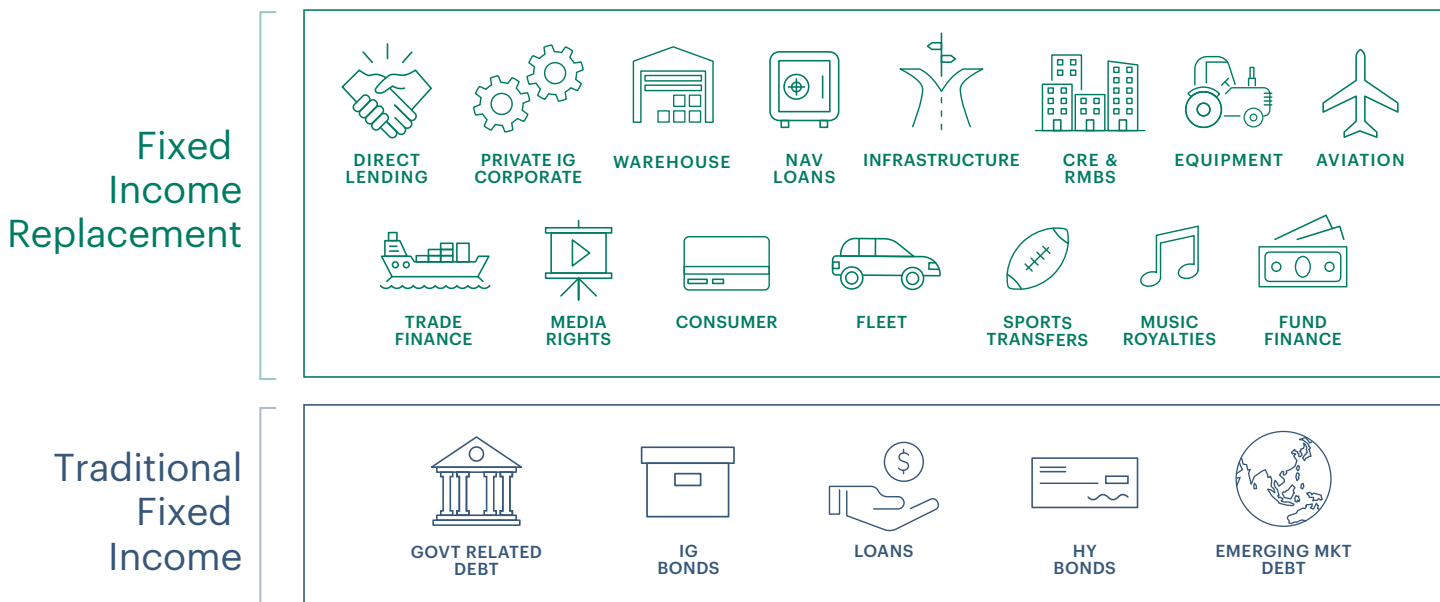 Fixed
Income
Replacement
DIRECT
LENDING
PRIVATE IG
CORPORATE
WAREHOUSE
NAV
LOANS
INFRASTRUCTURE
CRE &
RMBS
EQUIPMENT
AVIATION
TRADE
FINANCE
MEDIA
RIGHTS
CONSUMER
FLEET
SPORTS
TRANSFERS
MUSIC
ROYALTIES
FUND
FINANCE
Traditional
Fixed
Income
GOVT RELATED
DEBT
IG
BONDS
LOANS
$
HY
BONDS
EMERGING MKT
DEBT